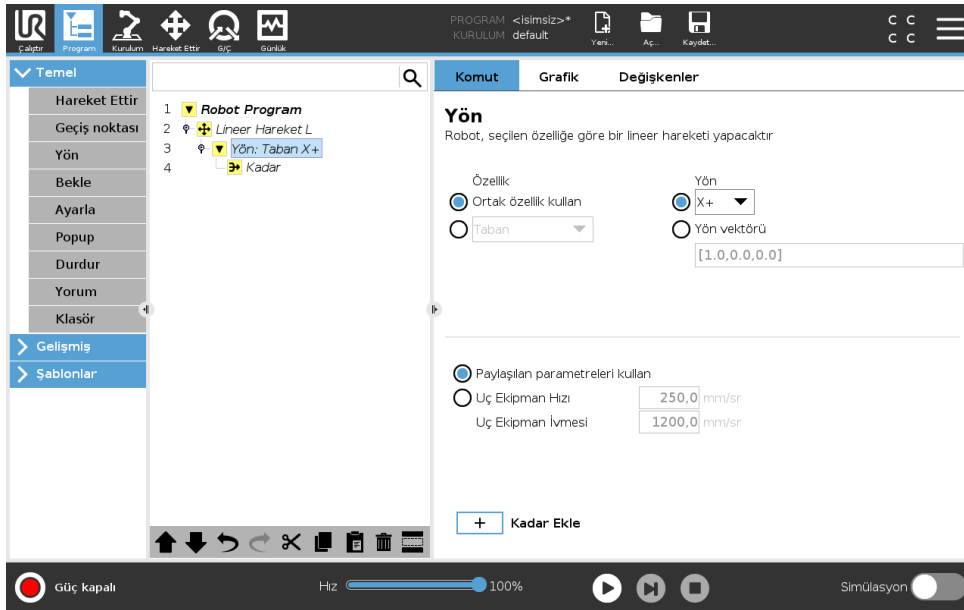 UR
Çalıştır
Program
Kurulum
Hareket Ettir
G/Ç
Günlük
PROGRAM <isimsiz>*
KURULUM default
Yeni...
Aç...
Kaydet...
C C
C C
Temel
Hareket Ettir
Geçiş noktası
Yön
Bekle
Ayarla
Popup
Durdur
Yorum
Klasör
Gelişmiş
Şablonlar
1 Robot Program
2 Lineer Hareket L
3 Yön: Taban X+
4 Kadar
Komut Grafik Değişkenler
Yön
Robot, seçilen özelliğe göre bir lineer hareketi yapacaktır
Özellik
Ortak özellik kullan
Taban
Yön
X+
Yön vektörü
[1.0,0.0,0.0]
Paylaşılan parametreleri kullan
Uç Ekipman Hızı 250,0 mm/sr
Uç Ekipman İvmesi 1200,0 mm/sr
+ Kadar Ekle
Güç kapalı
Hız 100%
Simülasyon